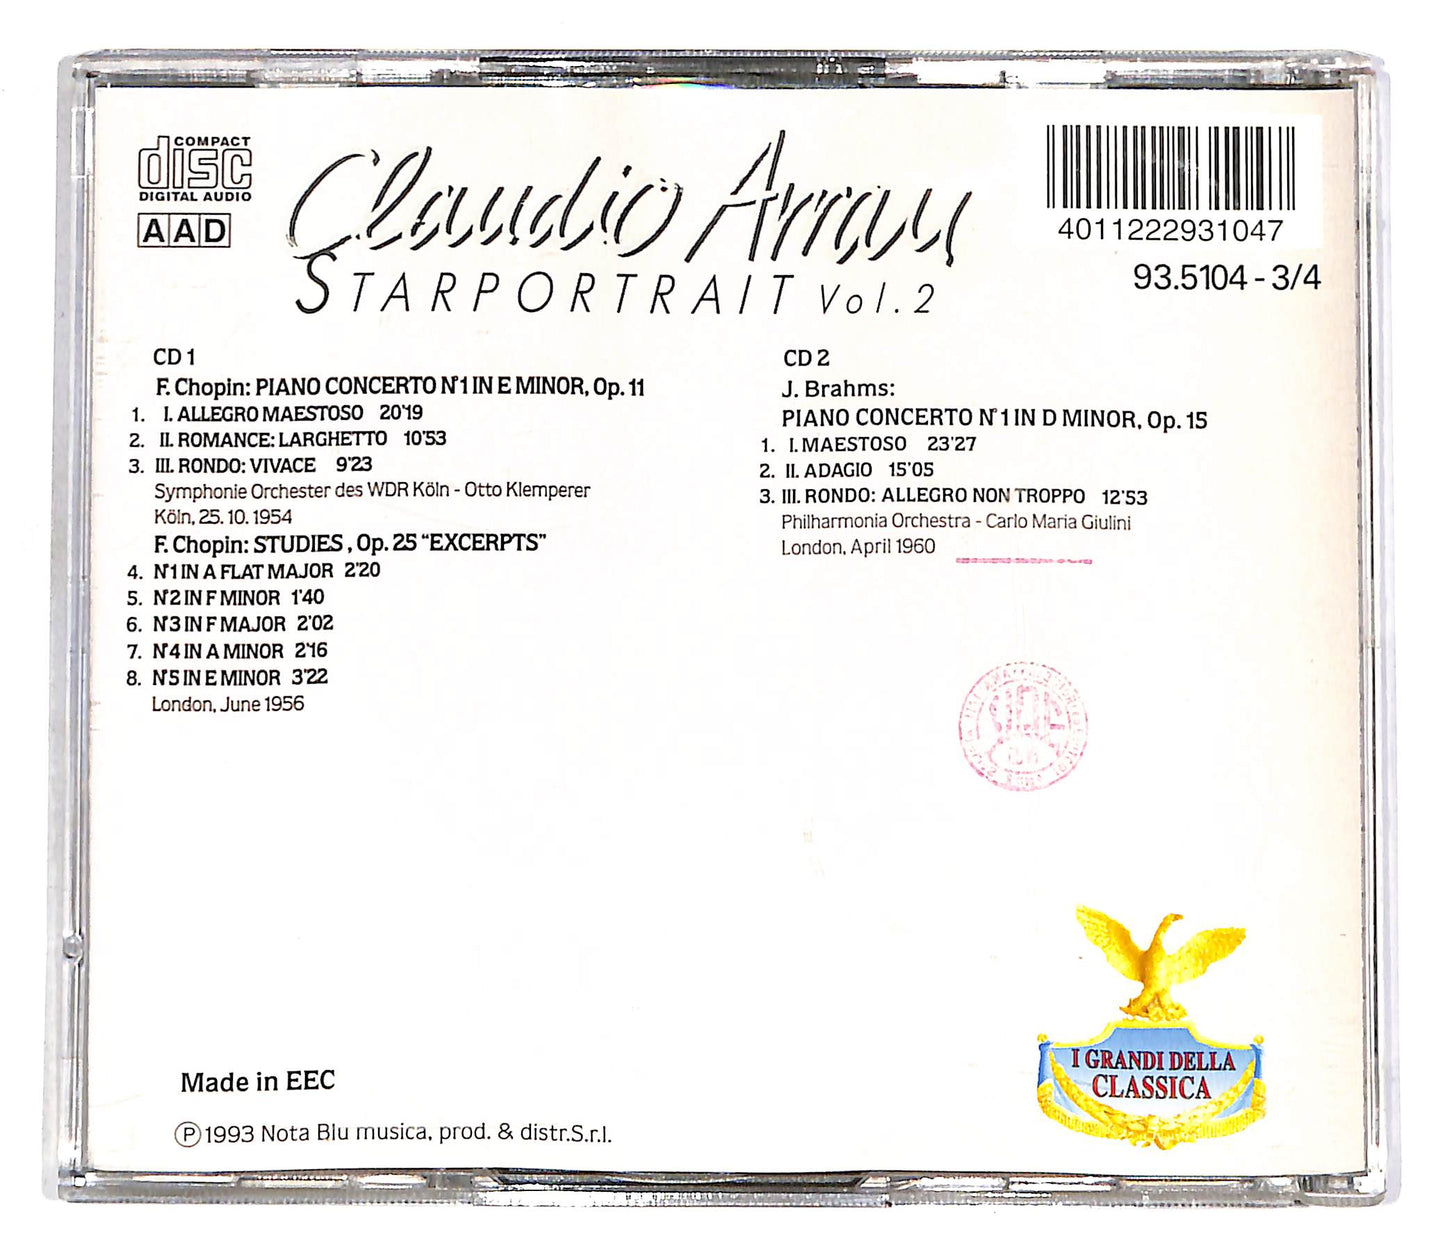 COMPACT
disc
DIGITAL AUDIO
AAD
Claudio Arrau
STARPORTRAIT Vol. 2
4011222931047
93.5104 - 3/4
CD 1
F. Chopin: PIANO CONCERTO N°1 IN E MINOR, Op. 11
1. I. ALLEGRO MAESTOSO 20'19
2. II. ROMANCE: LARGHETTO 10'53
3. III. RONDO: VIVACE 9'23
Symphonie Orchester des WDR Köln - Otto Klemperer
Köln, 25. 10. 1954
F. Chopin: STUDIES, Op. 25 “EXCERPTS”
4. N°1 IN A FLAT MAJOR 2'20
5. N°2 IN F MINOR 1'40
6. N°3 IN F MAJOR 2'02
7. N°4 IN A MINOR 2'16
8. N°5 IN E MINOR 3'22
London, June 1956
CD 2
J. Brahms:
PIANO CONCERTO N°1 IN D MINOR, Op. 15
1. I. MAESTOSO 23'27
2. II. ADAGIO 15'05
3. III. RONDO: ALLEGRO NON TROPPO 12'53
Philharmonia Orchestra - Carlo Maria Giulini
London, April 1960
I GRANDI DELLA
CLASSICA
Made in EEC
Ⓟ 1993 Nota Blu musica, prod. & distr.S.r.l.